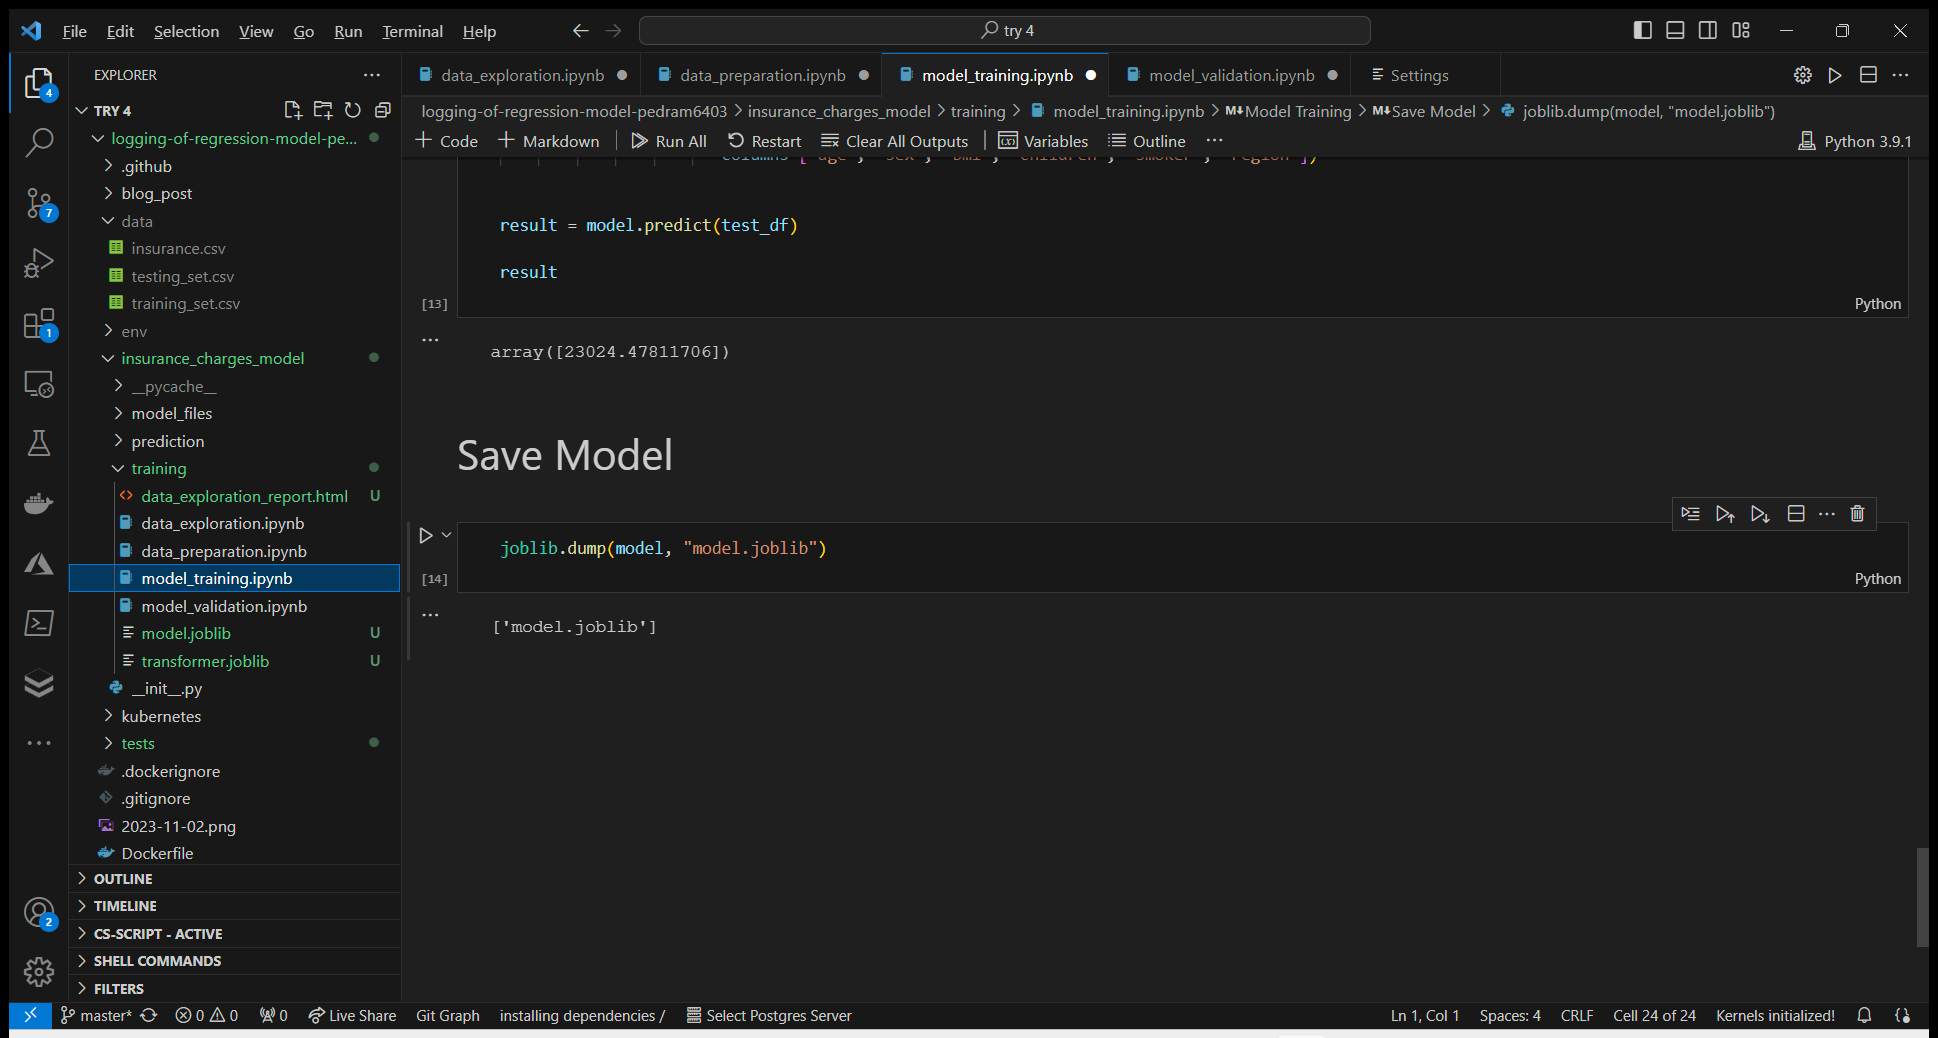 File Edit Selection View Go Run Terminal Help
try 4
EXPLORER
TRY 4
logging-of-regression-model-pe...
.github
blog_post
data
insurance.csv
testing_set.csv
training_set.csv
env
insurance_charges_model
__pycache__
model_files
prediction
training
data_exploration_report.html U
data_exploration.ipynb
data_preparation.ipynb
model_training.ipynb
model_validation.ipynb
model.joblib U
transformer.joblib U
__init__.py
kubernetes
tests
.dockerignore
.gitignore
2023-11-02.png
Dockerfile
OUTLINE
TIMELINE
CS-SCRIPT - ACTIVE
SHELL COMMANDS
FILTERS
4
7
1
2
data_exploration.ipynb data_preparation.ipynb model_training.ipynb model_validation.ipynb Settings
logging-of-regression-model-pedram6403 > insurance_charges_model > training > model_training.ipynb > M↓Model Training > M↓Save Model > joblib.dump(model, "model.joblib")
+ Code + Markdown Run All Restart Clear All Outputs Variables Outline ... Python 3.9.1
columns=["age", "sex", "bmi", "children", "smoker", "region"])
result = model.predict(test_df)
result
[13] Python
array([23024.47811706])
Save Model
joblib.dump(model, "model.joblib")
[14] Python
['model.joblib']
master* 0 0 0 Live Share Git Graph installing dependencies / Select Postgres Server Ln 1, Col 1 Spaces: 4 CRLF Cell 24 of 24 Kernels initialized!